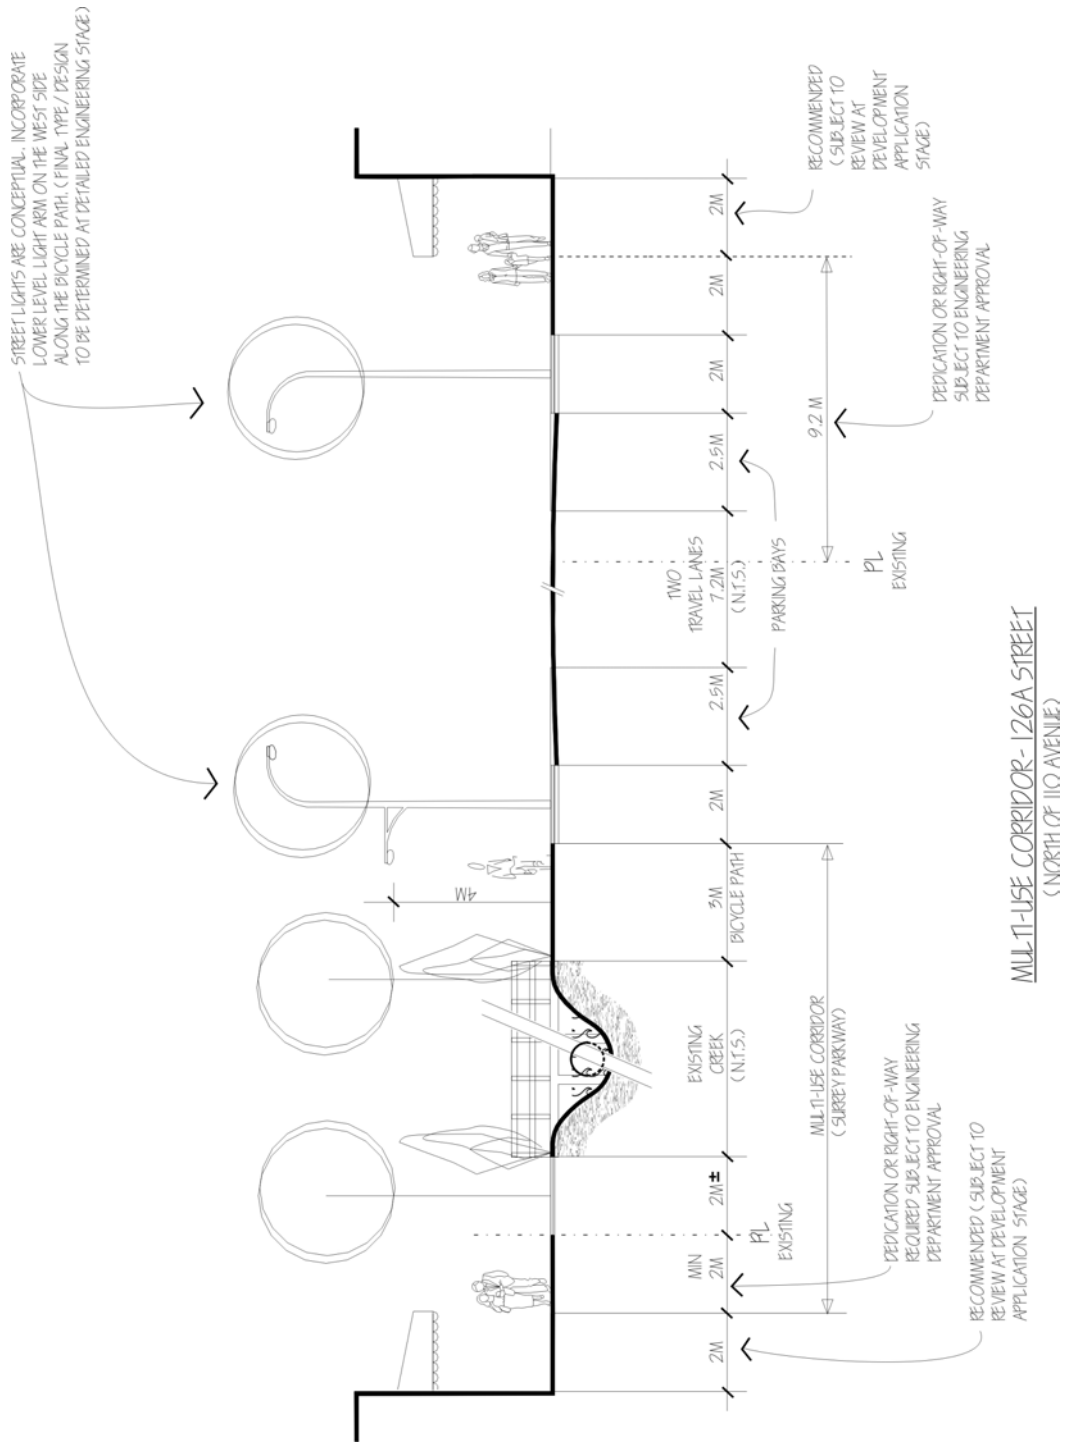 STREET LIGHTS ARE CONCEPTUAL. INCORPORATE
LOWER LEVEL LIGHT ARM ON THE WEST SIDE
ALONG THE BICYCLE PATH. ( FINAL TYPE / DESIGN
TO BE DETERMINED AT DETAILED ENGINEERING STAGE)
4M
2M
MIN
2M
2M±
EXISTING
CREEK
( N.T.S.)
3M
BICYCLE PATH
2M
2.5M
TWO
TRAVEL LANES
7.2M
( N.T.S.)
2.5M
2M
2M
2M
PARKING BAYS
PL
EXISTING
PL
EXISTING
9.2 M
MULTI-USE CORRIDOR
( SURREY PARKWAY)
RECOMMENDED ( SUBJECT TO
REVIEW AT DEVELOPMENT
APPLICATION STAGE)
DEDICATION OR RIGHT-OF-WAY
REQUIRED SUBJECT TO ENGINEERING
DEPARTMENT APPROVAL
DEDICATION OR RIGHT-OF-WAY
SUBJECT TO ENGINEERING
DEPARTMENT APPROVAL
RECOMMENDED
( SUBJECT TO
REVIEW AT
DEVELOPMENT
APPLICATION
STAGE)
MULTI-USE CORRIDOR- 126A STREET
( NORTH OF 110 AVENUE)